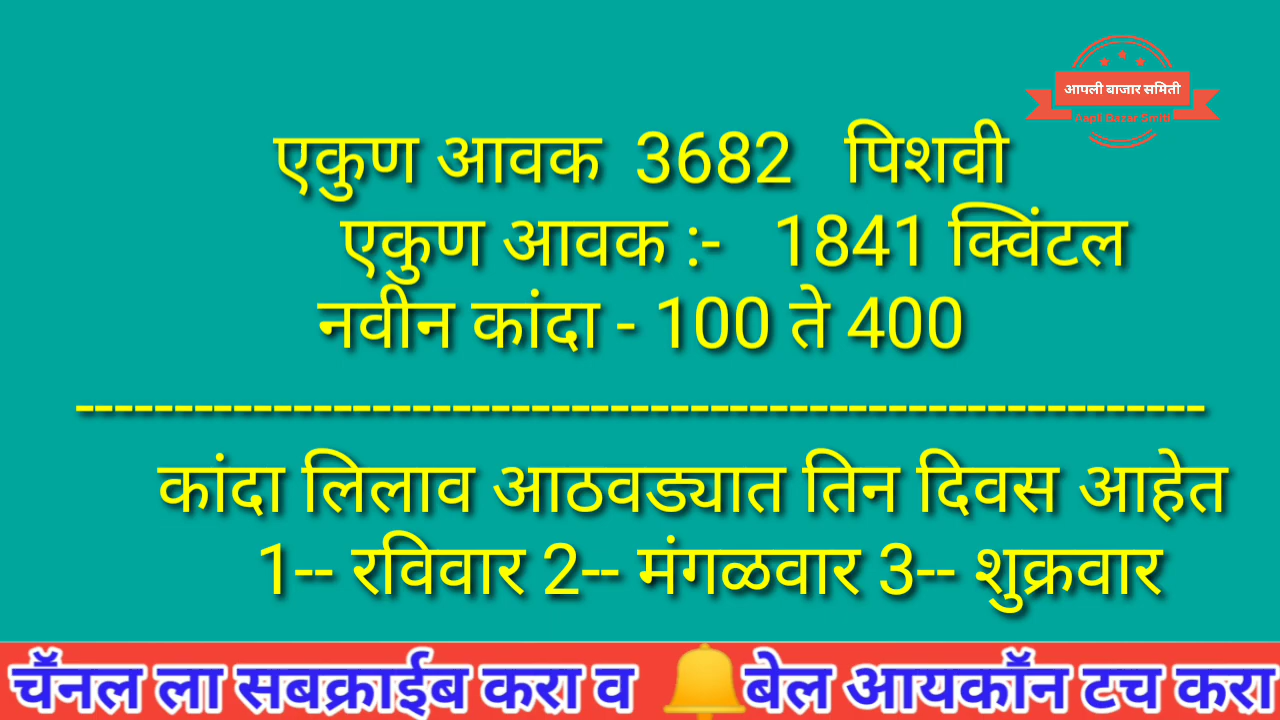 आपली बाजार समिती
Aapli Bazar Smiti
एकुण आवक 3682 पिशवी
एकुण आवक :- 1841 क्विंटल
नवीन कांदा - 100 ते 400
------------------------------------------------------------
कांदा लिलाव आठवड्यात तिन दिवस आहेत
1-- रविवार 2-- मंगळवार 3-- शुक्रवार
चॅनल ला सबक्राईब करा व 🔔बेल आयकॉन टच करा